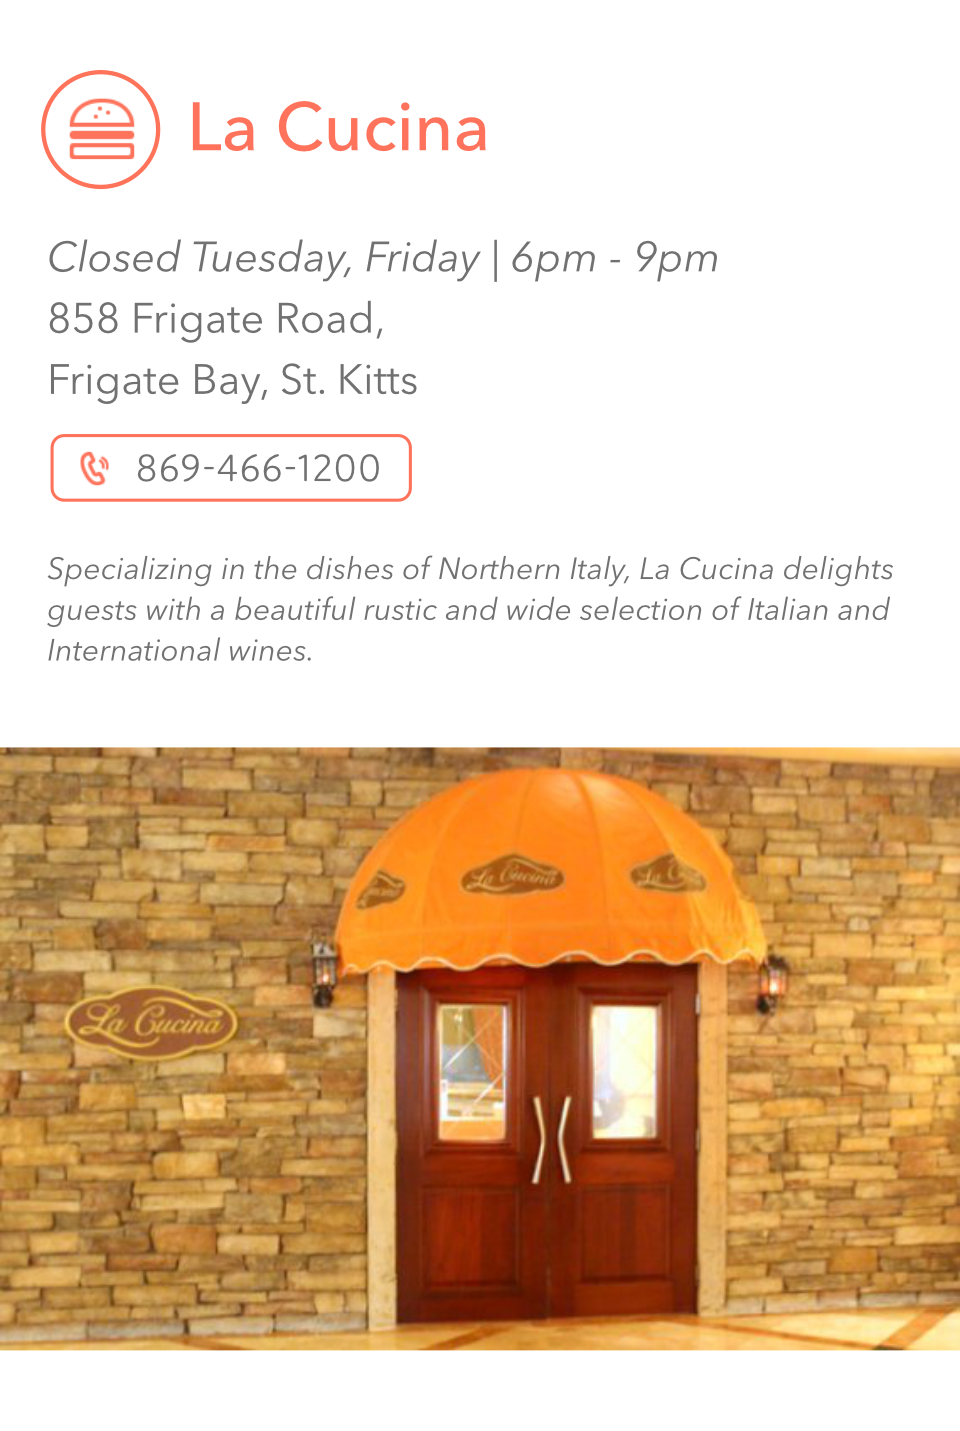 La Cucina
Closed Tuesday, Friday | 6pm - 9pm
858 Frigate Road,
Frigate Bay, St. Kitts
869-466-1200
Specializing in the dishes of Northern Italy, La Cucina delights
guests with a beautiful rustic and wide selection of Italian and
International wines.
La Cucina
La Cucina
La Cucina